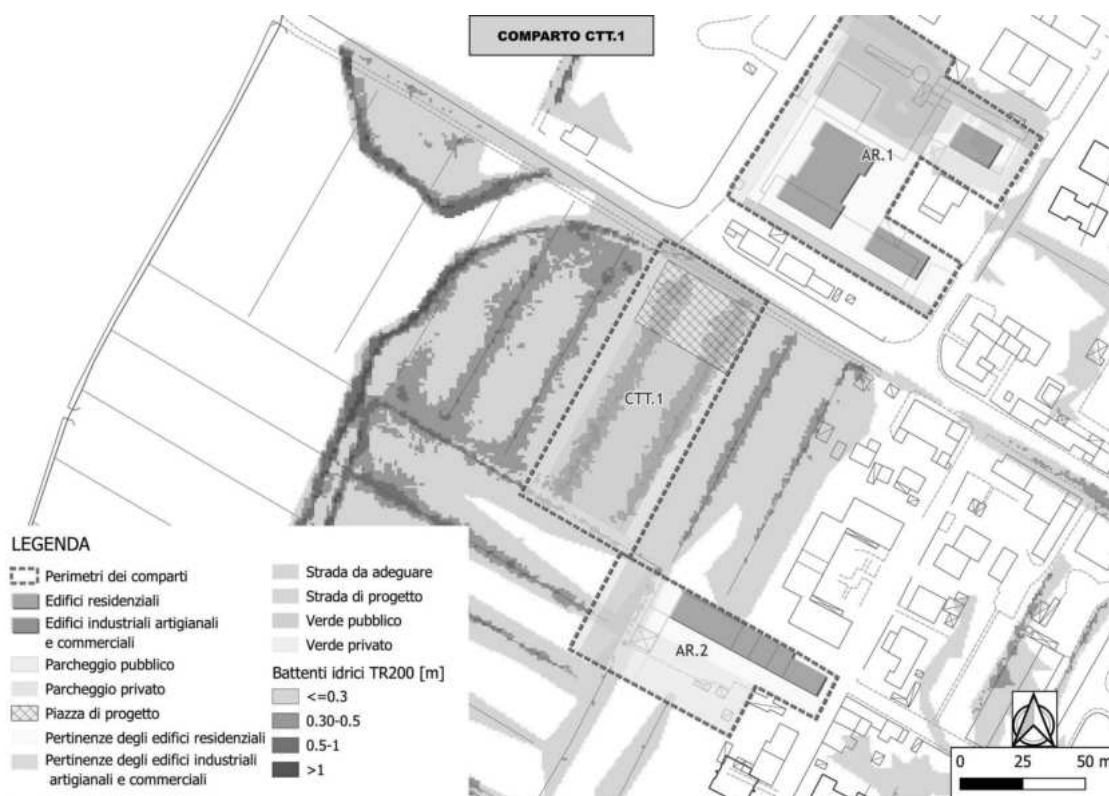 COMPARTO CTT.1
AR.1
CTT.1
AR.2
LEGENDA
Perimetri dei comparti
Edifici residenziali
Edifici industriali artigianali
e commerciali
Parcheggio pubblico
Parcheggio privato
Piazza di progetto
Pertinenze degli edifici residenziali
Pertinenze degli edifici industriali
artigianali e commerciali
Strada da adeguare
Strada di progetto
Verde pubblico
Verde privato
Battenti idrici TR200 [m]
<=0.3
0.30-0.5
0.5-1
>1
0 25 50 m